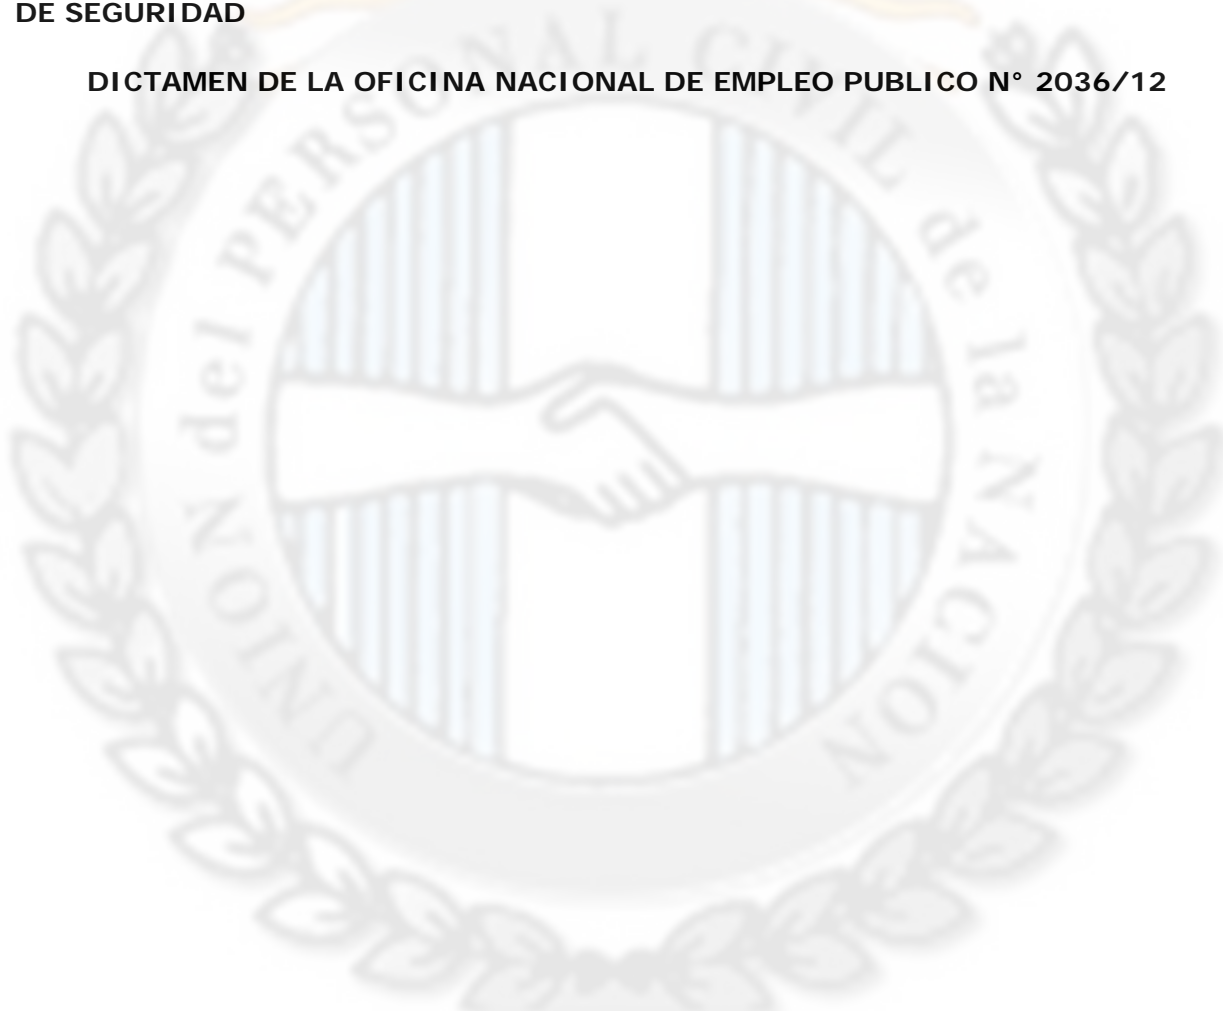 DE SEGURIDAD
DICTAMEN DE LA OFICINA NACIONAL DE EMPLEO PUBLICO N° 2036/12
UNION del PERSONAL CIVIL de la NACION